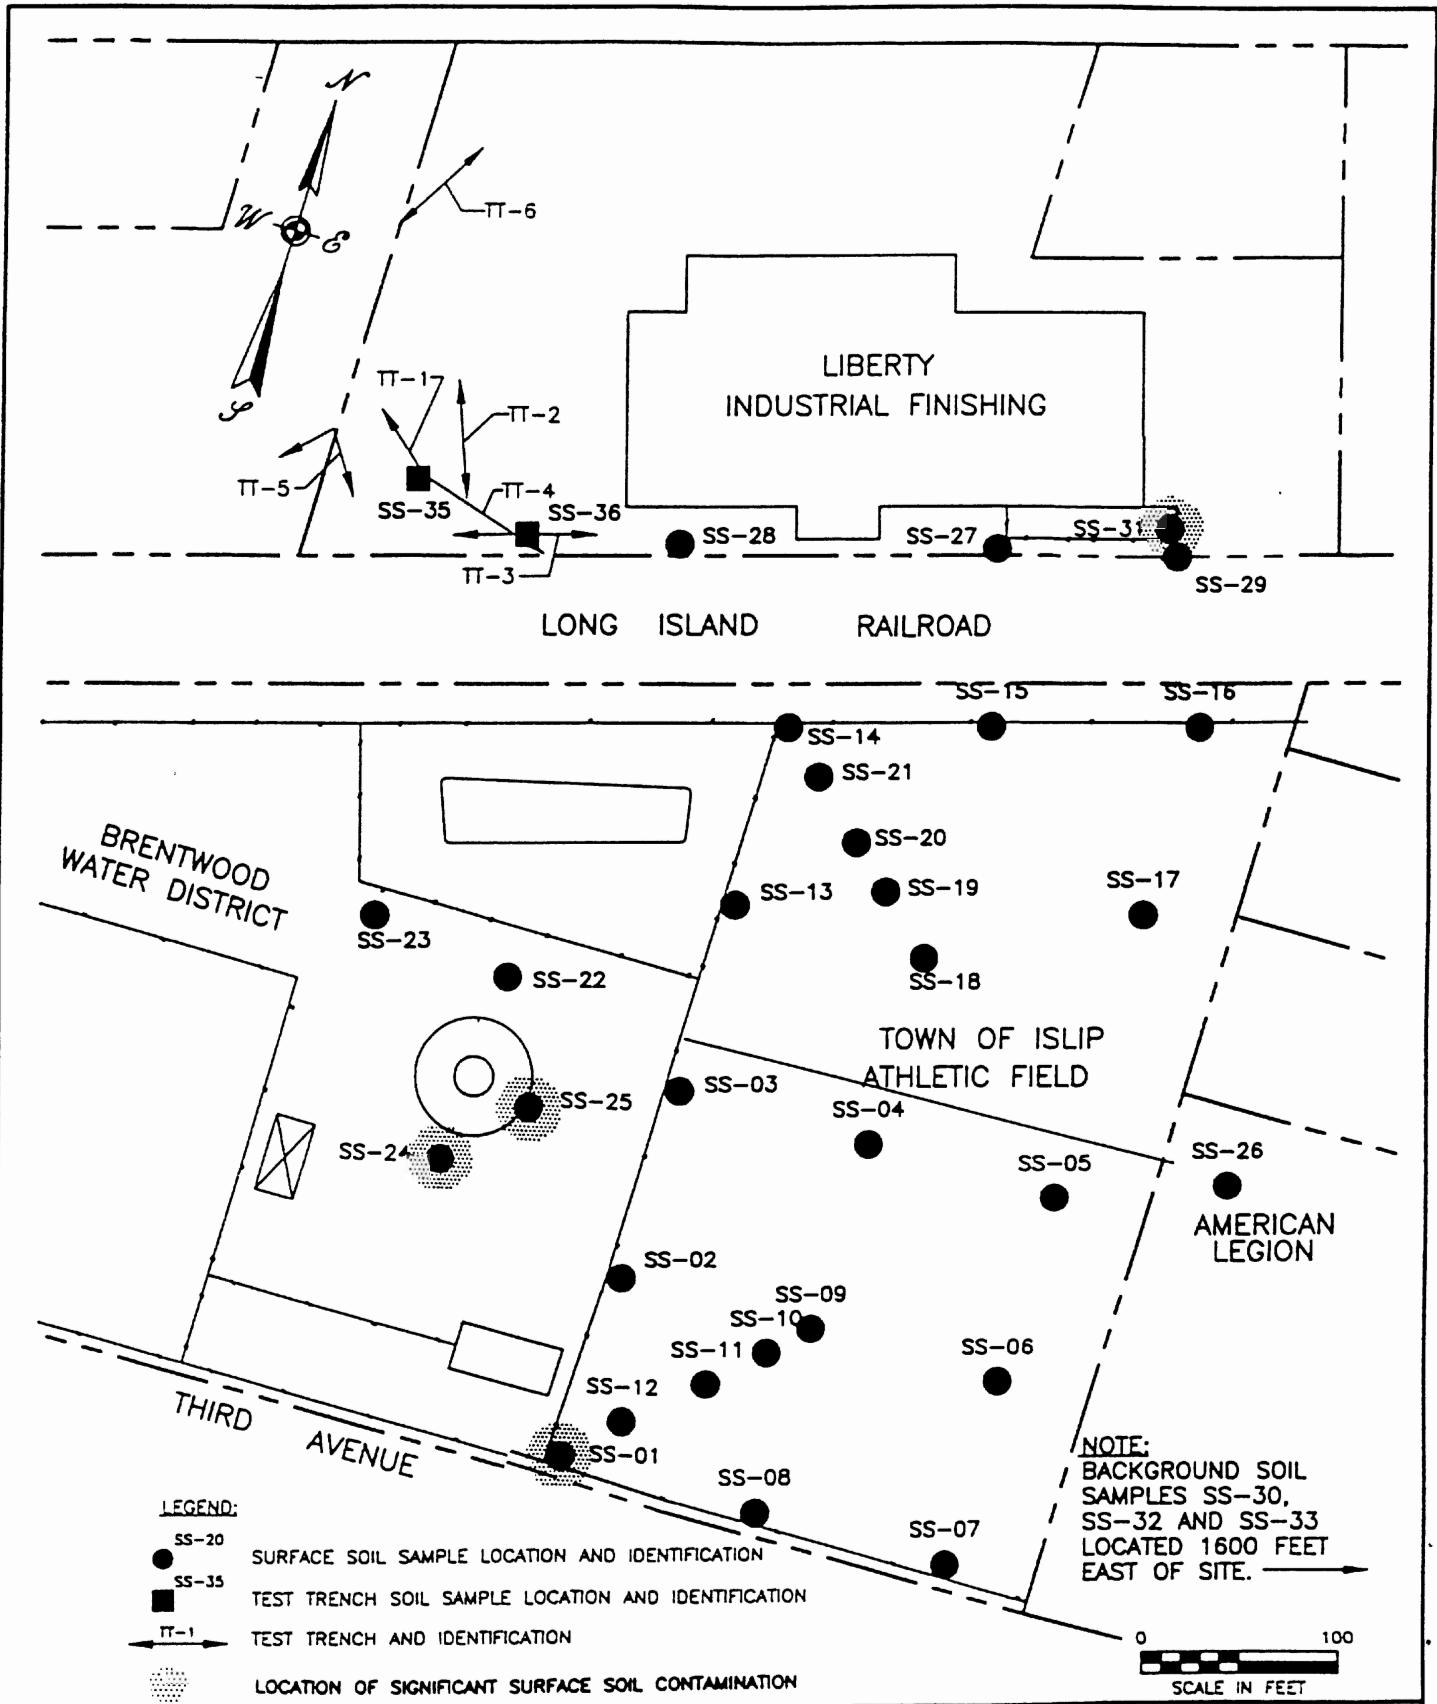 N
TT-6
W
E
S
LIBERTY
INDUSTRIAL FINISHING
TT-1
TT-2
TT-5
SS-35
TT-4
SS-36
SS-28
SS-27
SS-31
TT-3
SS-29
LONG ISLAND RAILROAD
SS-15
SS-16
SS-14
SS-21
BRENTWOOD
WATER DISTRICT
SS-20
SS-13
SS-19
SS-17
SS-23
SS-22
SS-18
TOWN OF ISLIP
ATHLETIC FIELD
SS-03
SS-25
SS-04
SS-24
SS-05
SS-26
AMERICAN
LEGION
SS-02
SS-09
SS-10
SS-11
SS-06
SS-12
THIRD AVENUE
SS-01
SS-08
SS-07
NOTE:
BACKGROUND SOIL
SAMPLES SS-30,
SS-32 AND SS-33
LOCATED 1600 FEET
EAST OF SITE.
LEGEND:
SS-20
SURFACE SOIL SAMPLE LOCATION AND IDENTIFICATION
SS-35
TEST TRENCH SOIL SAMPLE LOCATION AND IDENTIFICATION
TT-1
TEST TRENCH AND IDENTIFICATION
LOCATION OF SIGNIFICANT SURFACE SOIL CONTAMINATION
0 100
SCALE IN FEET